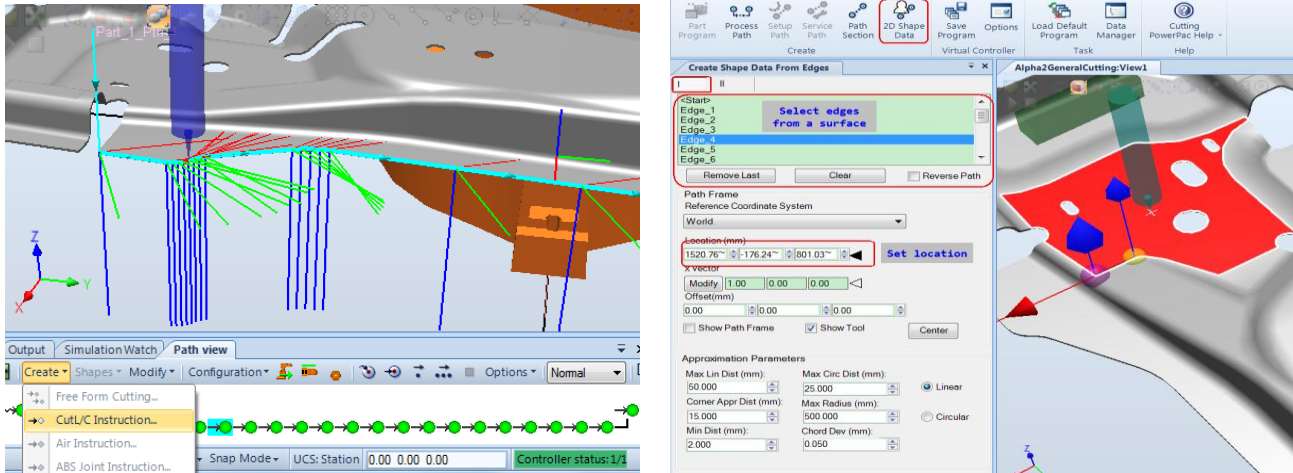 Part_1_Ptn
Z
Y
X
Output Simulation Watch Path view
Create Shapes Modify Configuration Options Normal
Free Form Cutting...
CutL/C Instruction...
Air Instruction...
ABS Joint Instruction...
Snap Mode UCS: Station 0.00 0.00 0.00 Controller status: 1/1
Part Program
Process Path
Setup Path
Service Path
Path Section
2D Shape Data
Save Program
Options
Load Default Program
Data Manager
Cutting PowerPac Help
Create Virtual Controller Task Help
Create Shape Data From Edges
Alpha2GeneralCutting:View1
I II
<Start>
Edge_1
Edge_2
Edge_3
Edge_4
Edge_5
Edge_6
Select edges
from a surface
Remove Last Clear Reverse Path
Path Frame
Reference Coordinate System
World
Location (mm)
1520.76~ -176.24~ 801.03~ Set location
X Vector
Modify 1.00 0.00 0.00
Offset(mm)
0.00 0.00 0.00
Show Path Frame Show Tool Center
Approximation Parameters
Max Lin Dist (mm): Max Circ Dist (mm):
50.000 25.000 Linear
Corner Appr Dist (mm): Max Radius (mm):
15.000 500.000 Circular
Min Dist (mm): Chord Dev (mm):
2.000 0.050
Z